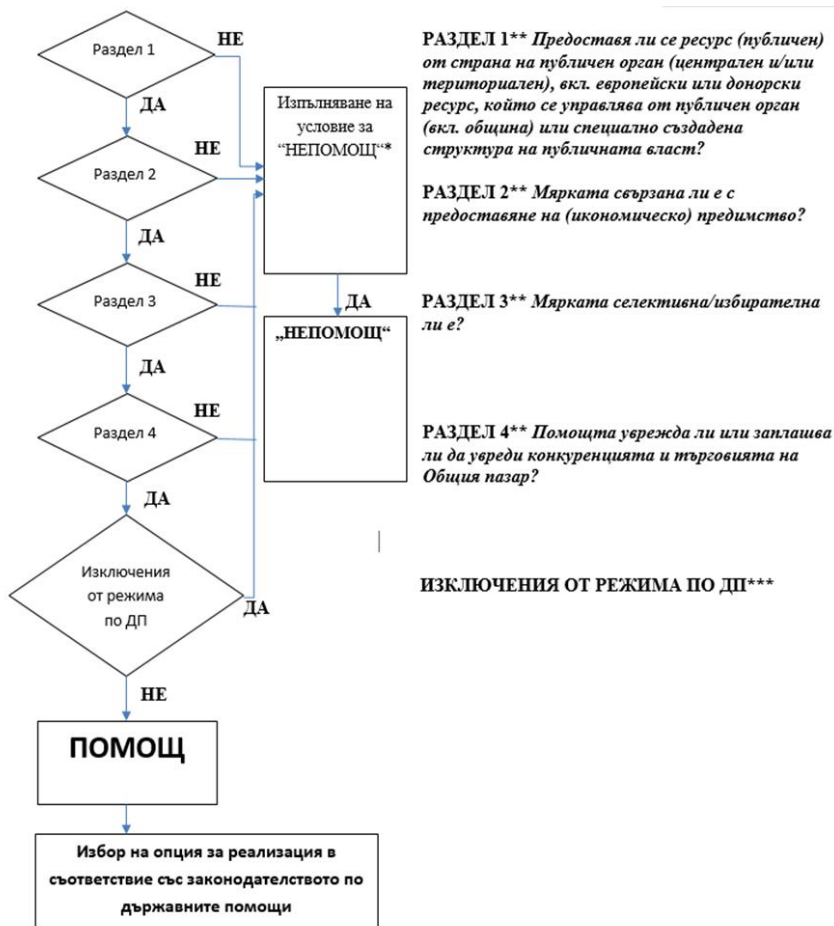 Раздел 1
НЕ
ДА
Раздел 2
НЕ
ДА
Раздел 3
НЕ
ДА
Раздел 4
НЕ
ДА
Изключения
от режима
по ДП
ДА
НЕ
ПОМОЩ
Избор на опция за реализация в
съответствие със законодателството по
държавните помощи
Изпълняване на
условие за
“НЕПОМОЩ“*
ДА
„НЕПОМОЩ“
РАЗДЕЛ 1** Предоставя ли се ресурс (публичен)
от страна на публичен орган (централен и/или
териториален), вкл. европейски или донорски
ресурс, който се управлява от публичен орган
(вкл. община) или специално създадена
структура на публичната власт?
РАЗДЕЛ 2** Мярката свързана ли е с
предоставяне на (икономическо) предимство?
РАЗДЕЛ 3** Мярката селективна/избирателна
ли е?
РАЗДЕЛ 4** Помощта уврежда ли или заплашва
ли да увреди конкуренцията и търговията на
Общия пазар?
ИЗКЛЮЧЕНИЯ ОТ РЕЖИМА ПО ДП***